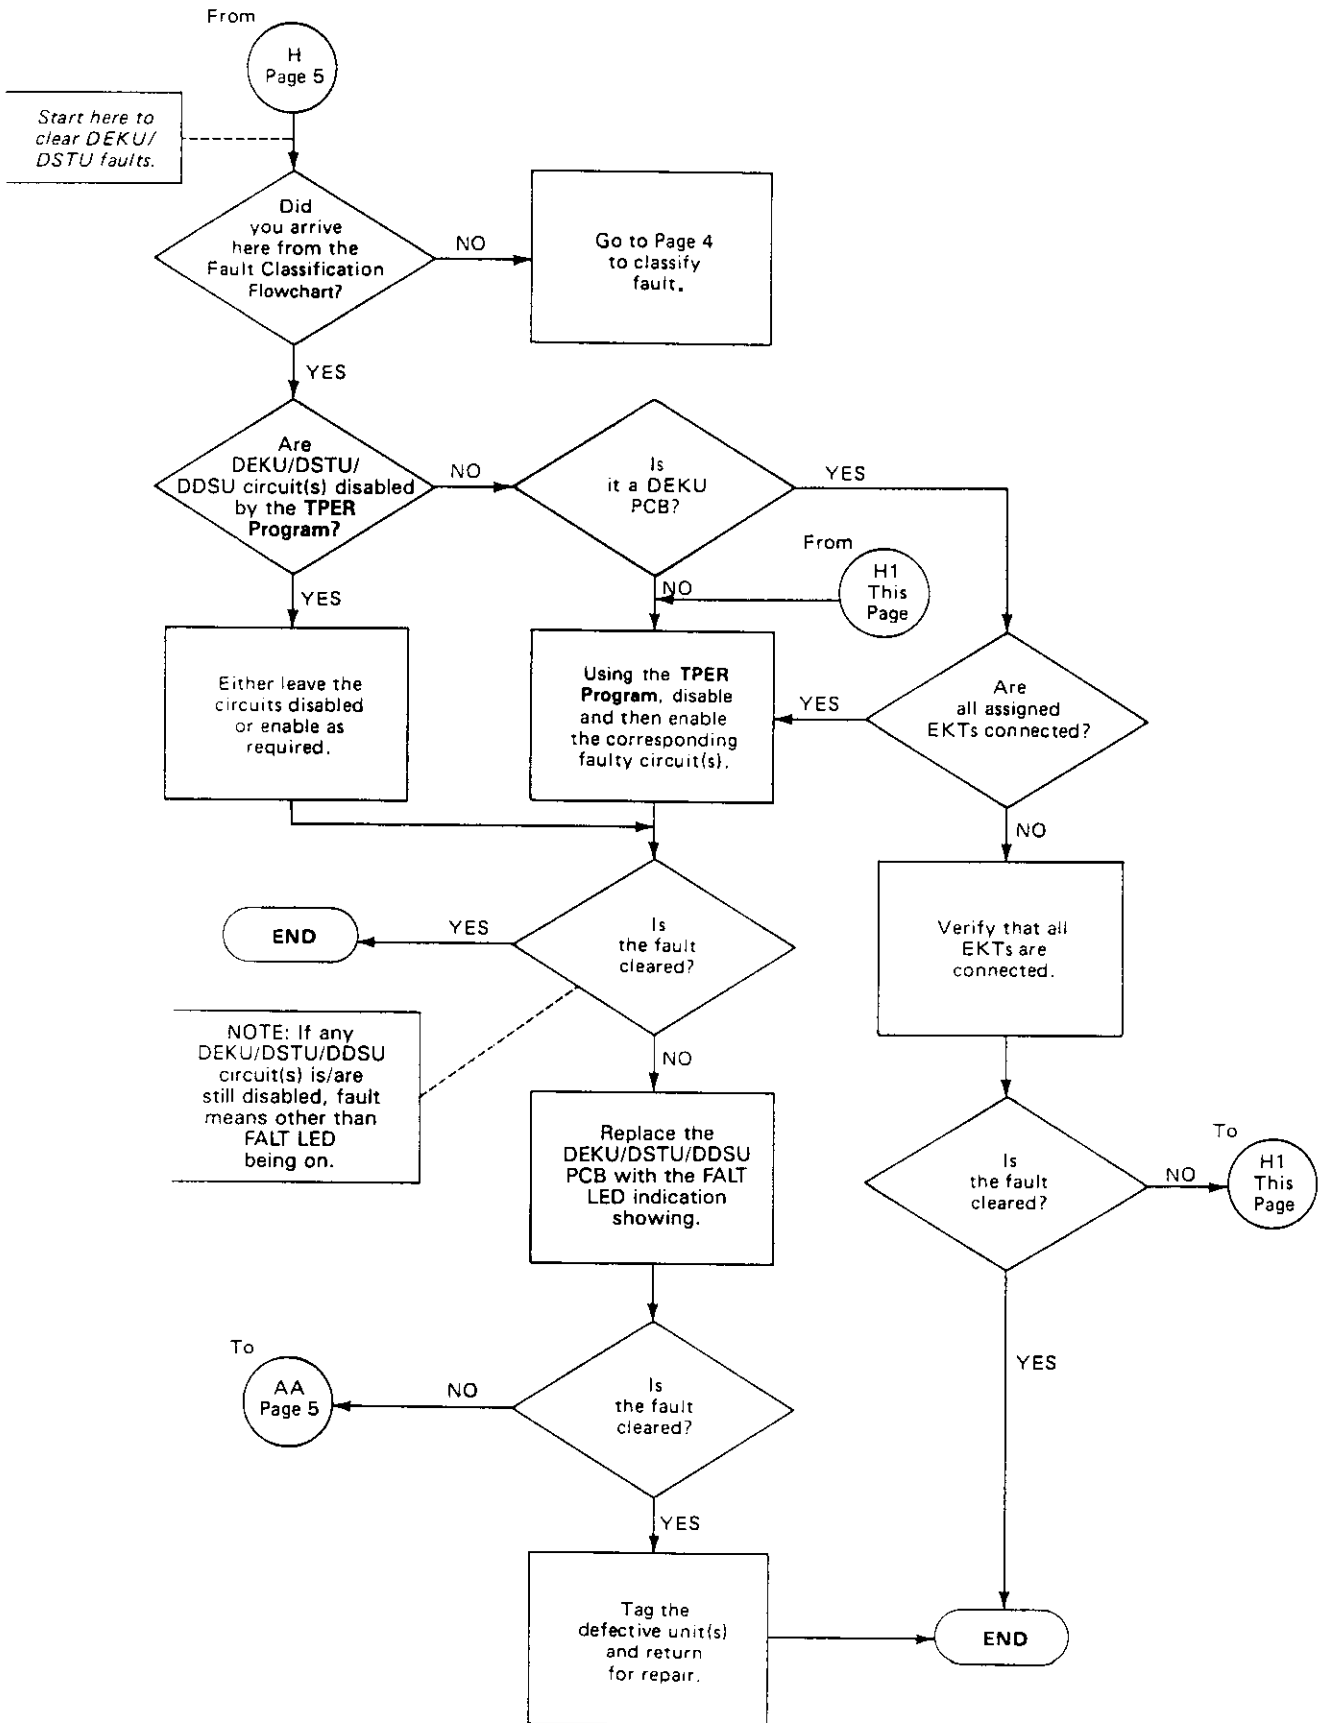 From
H
Page 5
Start here to
clear DEKU/
DSTU faults.
Did
you arrive
here from the
Fault Classification
Flowchart?
NO
Go to Page 4
to classify
fault.
YES
Are
DEKU/DSTU/
DDSU circuit(s) disabled
by the TPER
Program?
NO
Is
it a DEKU
PCB?
YES
From
H1
This
Page
NO
YES
Either leave the
circuits disabled
or enable as
required.
Using the TPER
Program, disable
and then enable
the corresponding
faulty circuit(s).
YES
Are
all assigned
EKTs connected?
NO
Verify that all
EKTs are
connected.
Is
the fault
cleared?
YES
END
NOTE: If any
DEKU/DSTU/DDSU
circuit(s) is/are
still disabled, fault
means other than
FALT LED
being on.
NO
Replace the
DEKU/DSTU/DDSU
PCB with the FALT
LED indication
showing.
Is
the fault
cleared?
NO
To
H1
This
Page
YES
To
AA
Page 5
NO
Is
the fault
cleared?
YES
Tag the
defective unit(s)
and return
for repair.
END